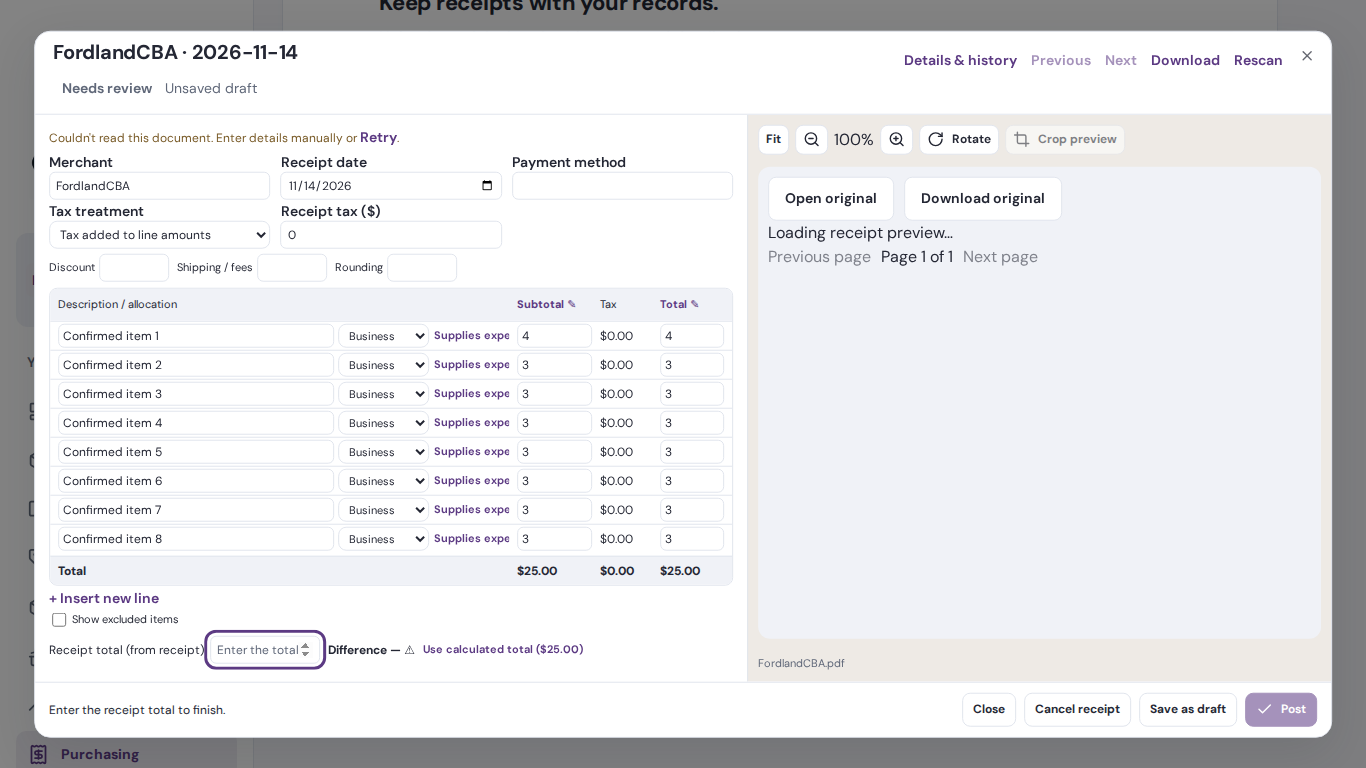 Keep receipts with your records.
FordlandCBA · 2026-11-14
Details & history Previous Next Download Rescan
Needs review Unsaved draft
Couldn't read this document. Enter details manually or Retry.
Merchant Receipt date Payment method
FordlandCBA 11/14/2026
Tax treatment Receipt tax ($)
Tax added to line amounts 0
Discount Shipping / fees Rounding
Description / allocation Subtotal ✎ Tax Total ✎
Confirmed item 1 Business Supplies expe 4 $0.00 4
Confirmed item 2 Business Supplies expe 3 $0.00 3
Confirmed item 3 Business Supplies expe 3 $0.00 3
Confirmed item 4 Business Supplies expe 3 $0.00 3
Confirmed item 5 Business Supplies expe 3 $0.00 3
Confirmed item 6 Business Supplies expe 3 $0.00 3
Confirmed item 7 Business Supplies expe 3 $0.00 3
Confirmed item 8 Business Supplies expe 3 $0.00 3
Total $25.00 $0.00 $25.00
+ Insert new line
Show excluded items
Receipt total (from receipt) Enter the total Difference — ⚠ Use calculated total ($25.00)
Fit 100% Rotate Crop preview
Open original Download original
Loading receipt preview...
Previous page Page 1 of 1 Next page
FordlandCBA.pdf
Enter the receipt total to finish.
Close Cancel receipt Save as draft Post
Purchasing